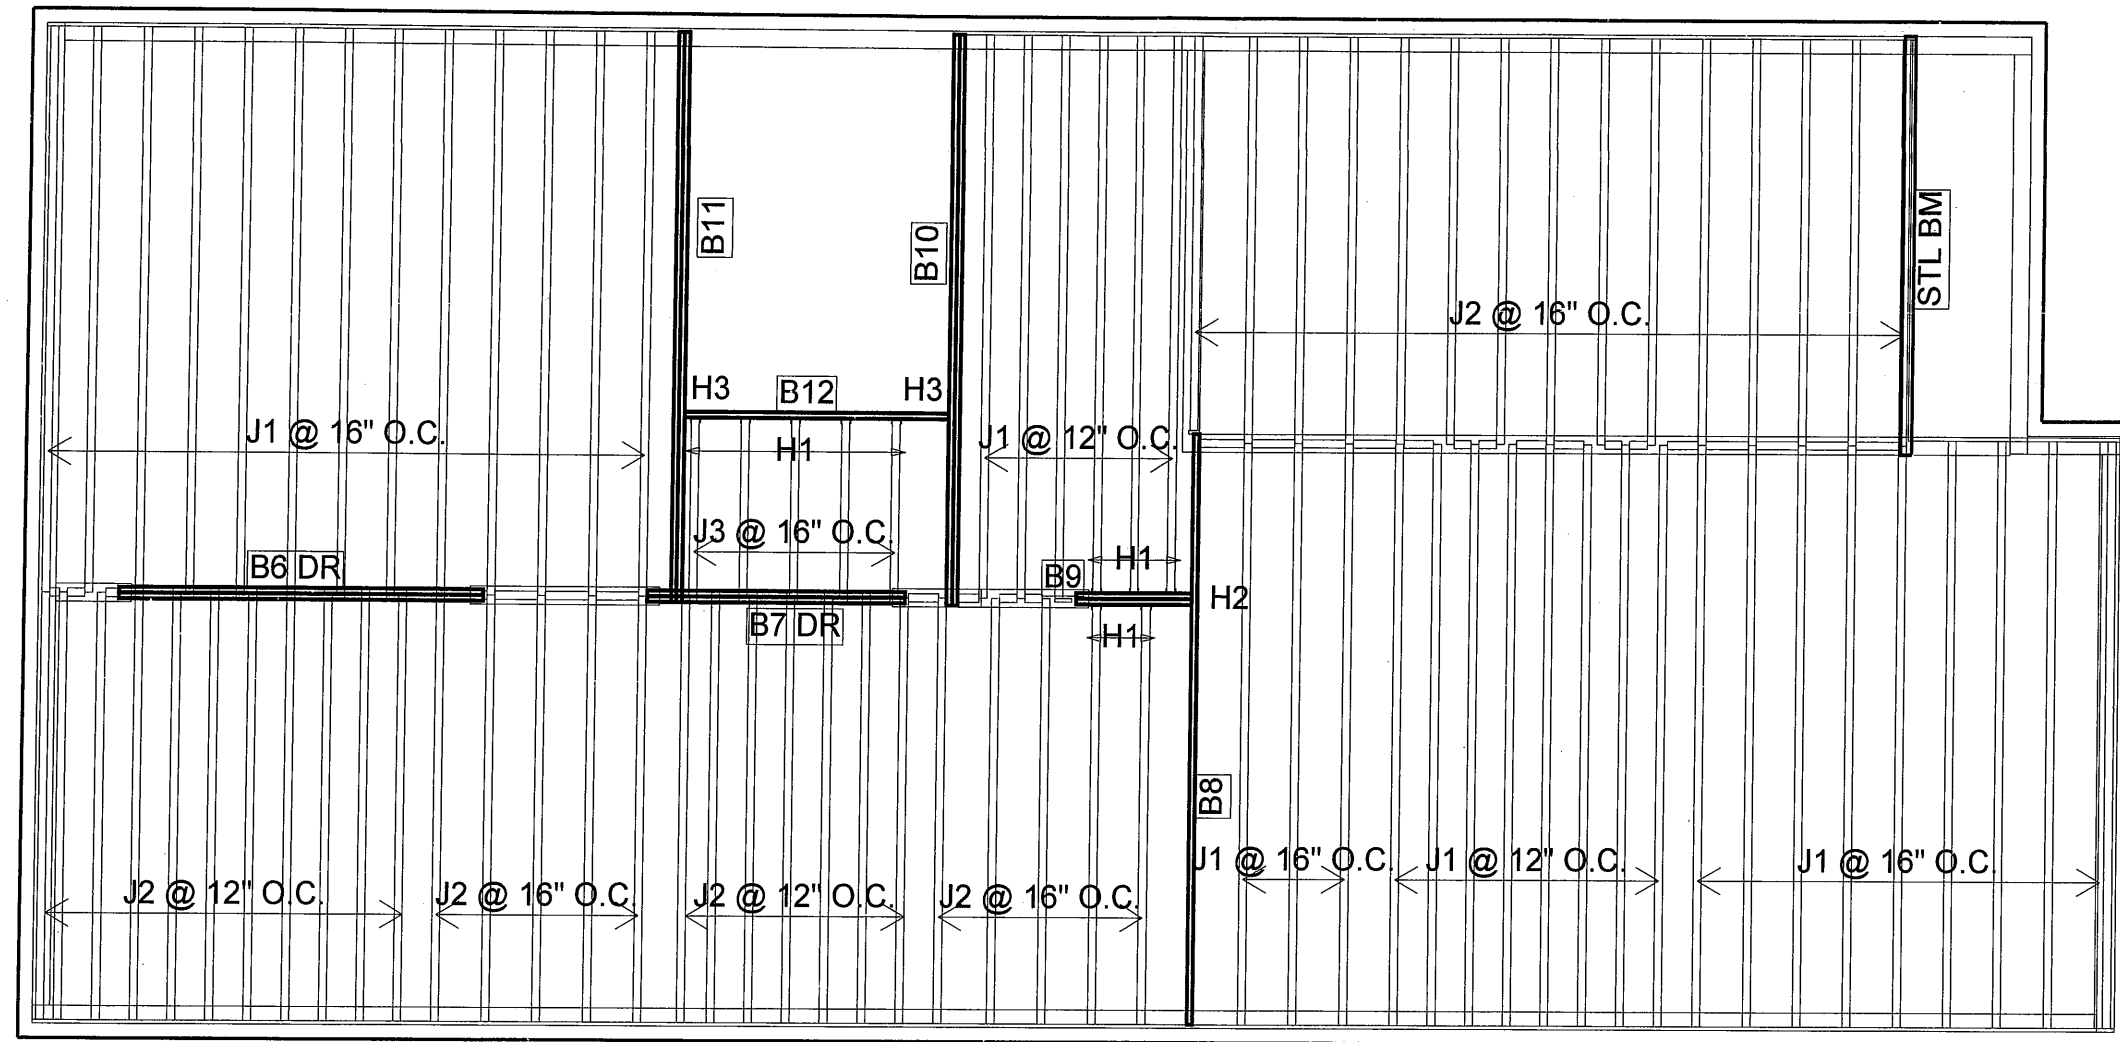 B11
B10
STL BM
J2 @ 16" O.C.
H3
B12
H3
J1 @ 16" O.C.
H1
J1 @ 12" O.C.
J3 @ 16" O.C.
B6 DR
B9
H1
H2
B7 DR
H1
B8
J1 @ 16" O.C.
J1 @ 12" O.C.
J1 @ 16" O.C.
J2 @ 12" O.C.
J2 @ 16" O.C.
J2 @ 12" O.C.
J2 @ 16" O.C.